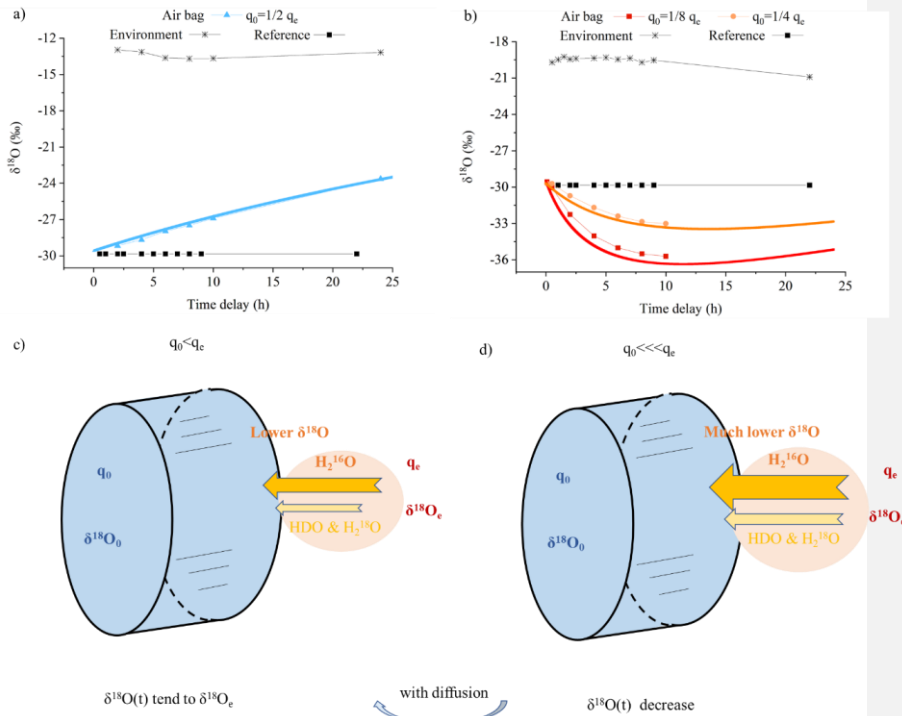 a)
Air bag q₀=1/2 qₑ
Environment Reference
-12
-15
-18
-21
-24
-27
-30
δ¹⁸O (‰)
0 5 10 15 20 25
Time delay (h)
b)
Air bag q₀=1/8 qₑ q₀=1/4 qₑ
Environment Reference
-18
-21
-24
-27
-30
-33
-36
δ¹⁸O (‰)
0 5 10 15 20 25
Time delay (h)
c)
q₀<qₑ
Lower δ¹⁸O
H₂¹⁶O
q₀
qₑ
δ¹⁸O₀
δ¹⁸Oₑ
HDO & H₂¹⁸O
δ¹⁸O(t) tend to δ¹⁸Oₑ
d)
q₀<<<qₑ
Much lower δ¹⁸O
H₂¹⁶O
q₀
qₑ
δ¹⁸O₀
δ¹⁸Oₑ
HDO & H₂¹⁸O
δ¹⁸O(t) decrease
with diffusion